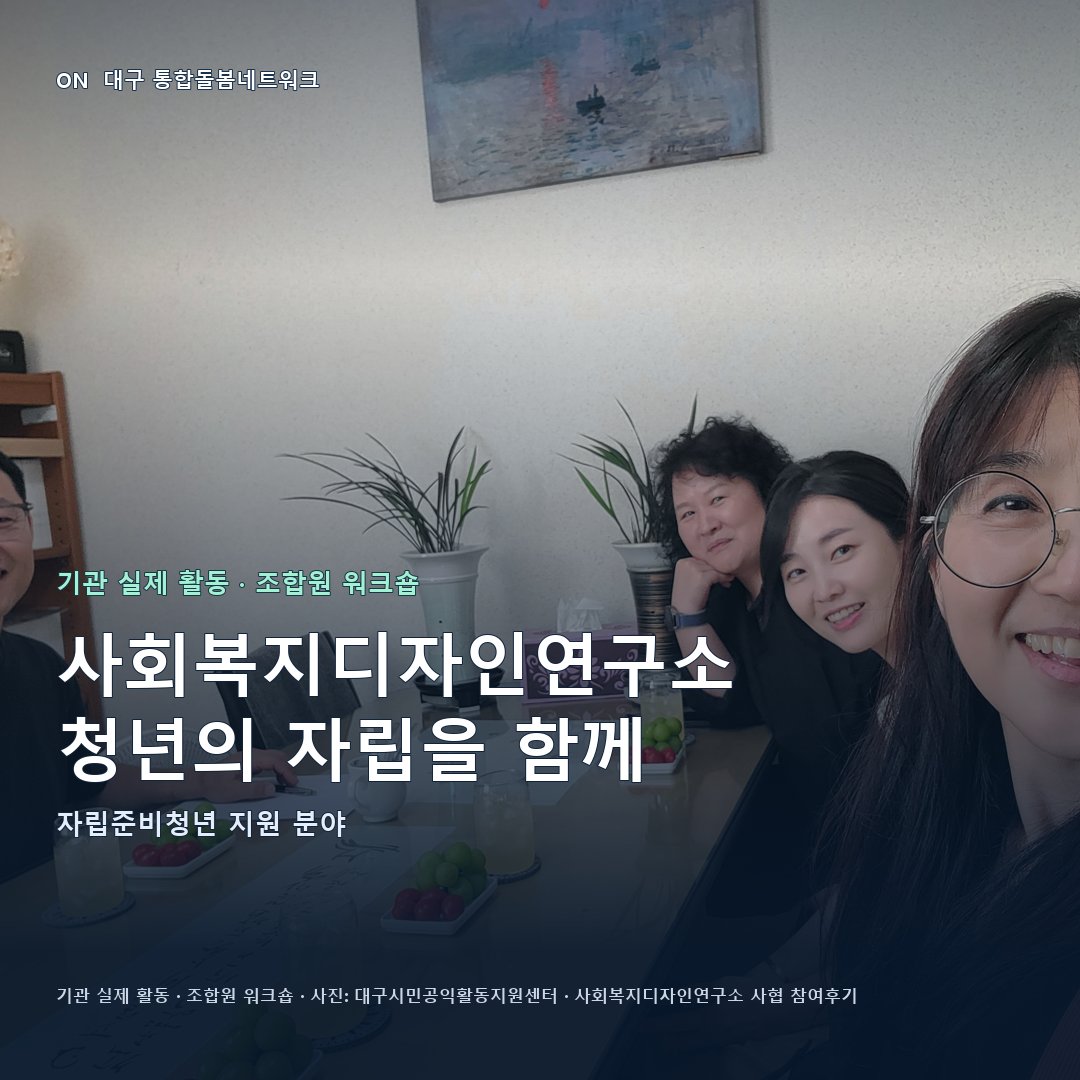 ON 대구 통합돌봄네트워크
기관 실제 활동 · 조합원 워크숍
사회복지디자인연구소
청년의 자립을 함께
자립준비청년 지원 분야
기관 실제 활동 · 조합원 워크숍 · 사진: 대구시민공익활동지원센터 · 사회복지디자인연구소 사협 참여후기